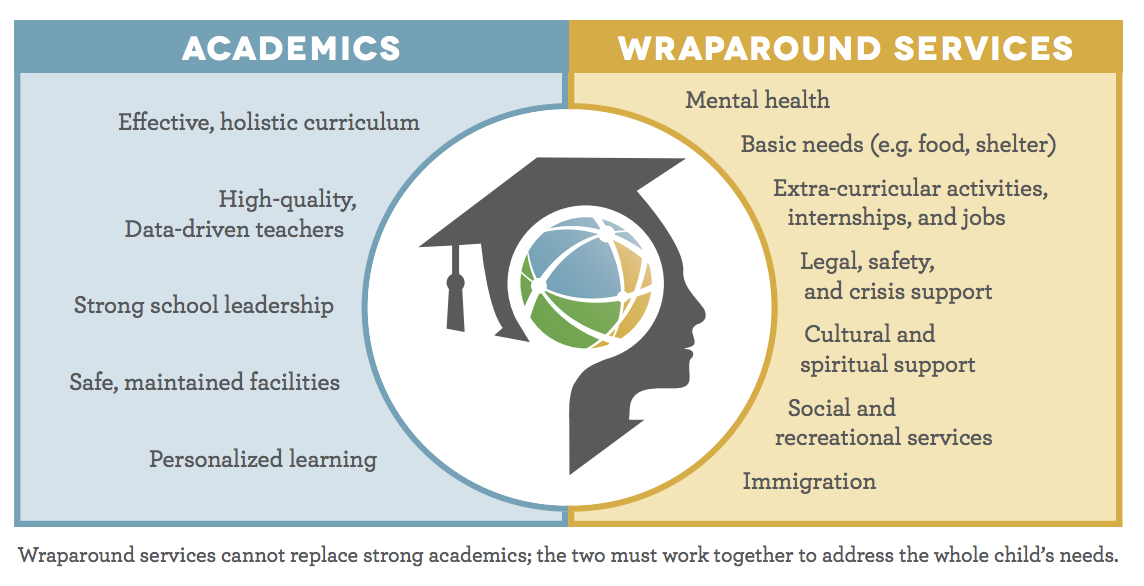 ACADEMICS
Effective, holistic curriculum
High-quality,
Data-driven teachers
Strong school leadership
Safe, maintained facilities
Personalized learning
WRAPAROUND SERVICES
Mental health
Basic needs (e.g. food, shelter)
Extra-curricular activities,
internships, and jobs
Legal, safety,
and crisis support
Cultural and
spiritual support
Social and
recreational services
Immigration
Wraparound services cannot replace strong academics; the two must work together to address the whole child's needs.